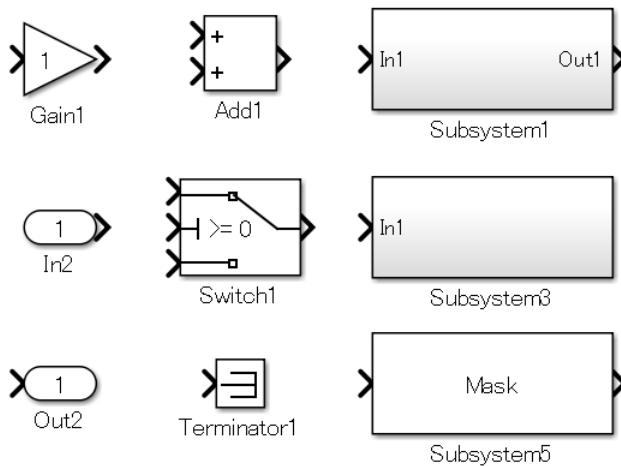 1
Gain1
+
+
Add1
In1 Out1
Subsystem1
1
In2
>= 0
Switch1
In1
Subsystem3
1
Out2
Terminator1
Mask
Subsystem5